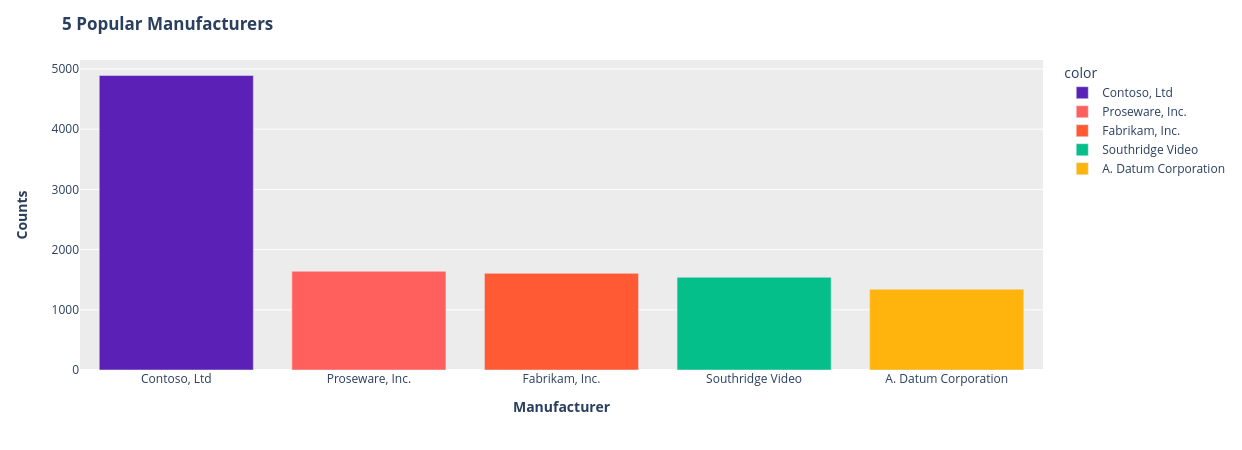 5 Popular Manufacturers
Counts
5000
4000
3000
2000
1000
0
Contoso, Ltd
Proseware, Inc.
Fabrikam, Inc.
Southridge Video
A. Datum Corporation
Manufacturer
color
Contoso, Ltd
Proseware, Inc.
Fabrikam, Inc.
Southridge Video
A. Datum Corporation